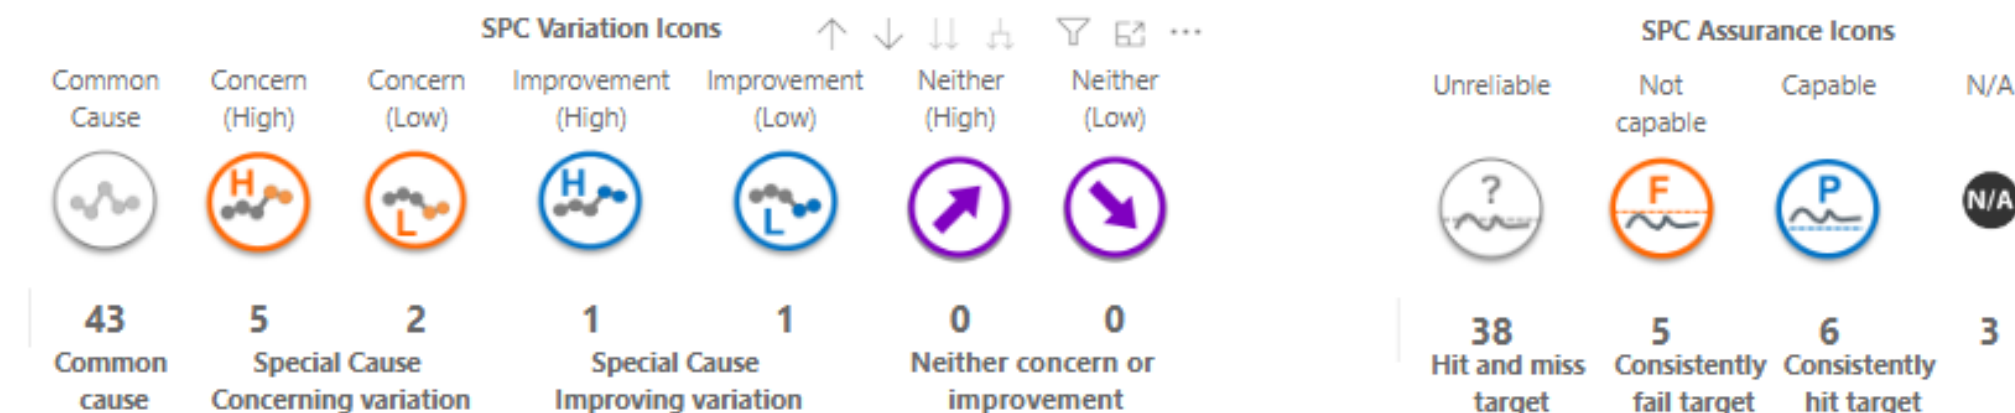 SPC Variation Icons
SPC Assurance Icons
Common Cause
Concern (High)
Concern (Low)
Improvement (High)
Improvement (Low)
Neither (High)
Neither (Low)
Unreliable
Not capable
Capable
N/A
H
L
H
L
?
F
P
N/A
43
5
2
1
1
0
0
38
5
6
3
Common cause
Special Cause Concerning variation
Special Cause Improving variation
Neither concern or improvement
Hit and miss target
Consistently fail target
Consistently hit target